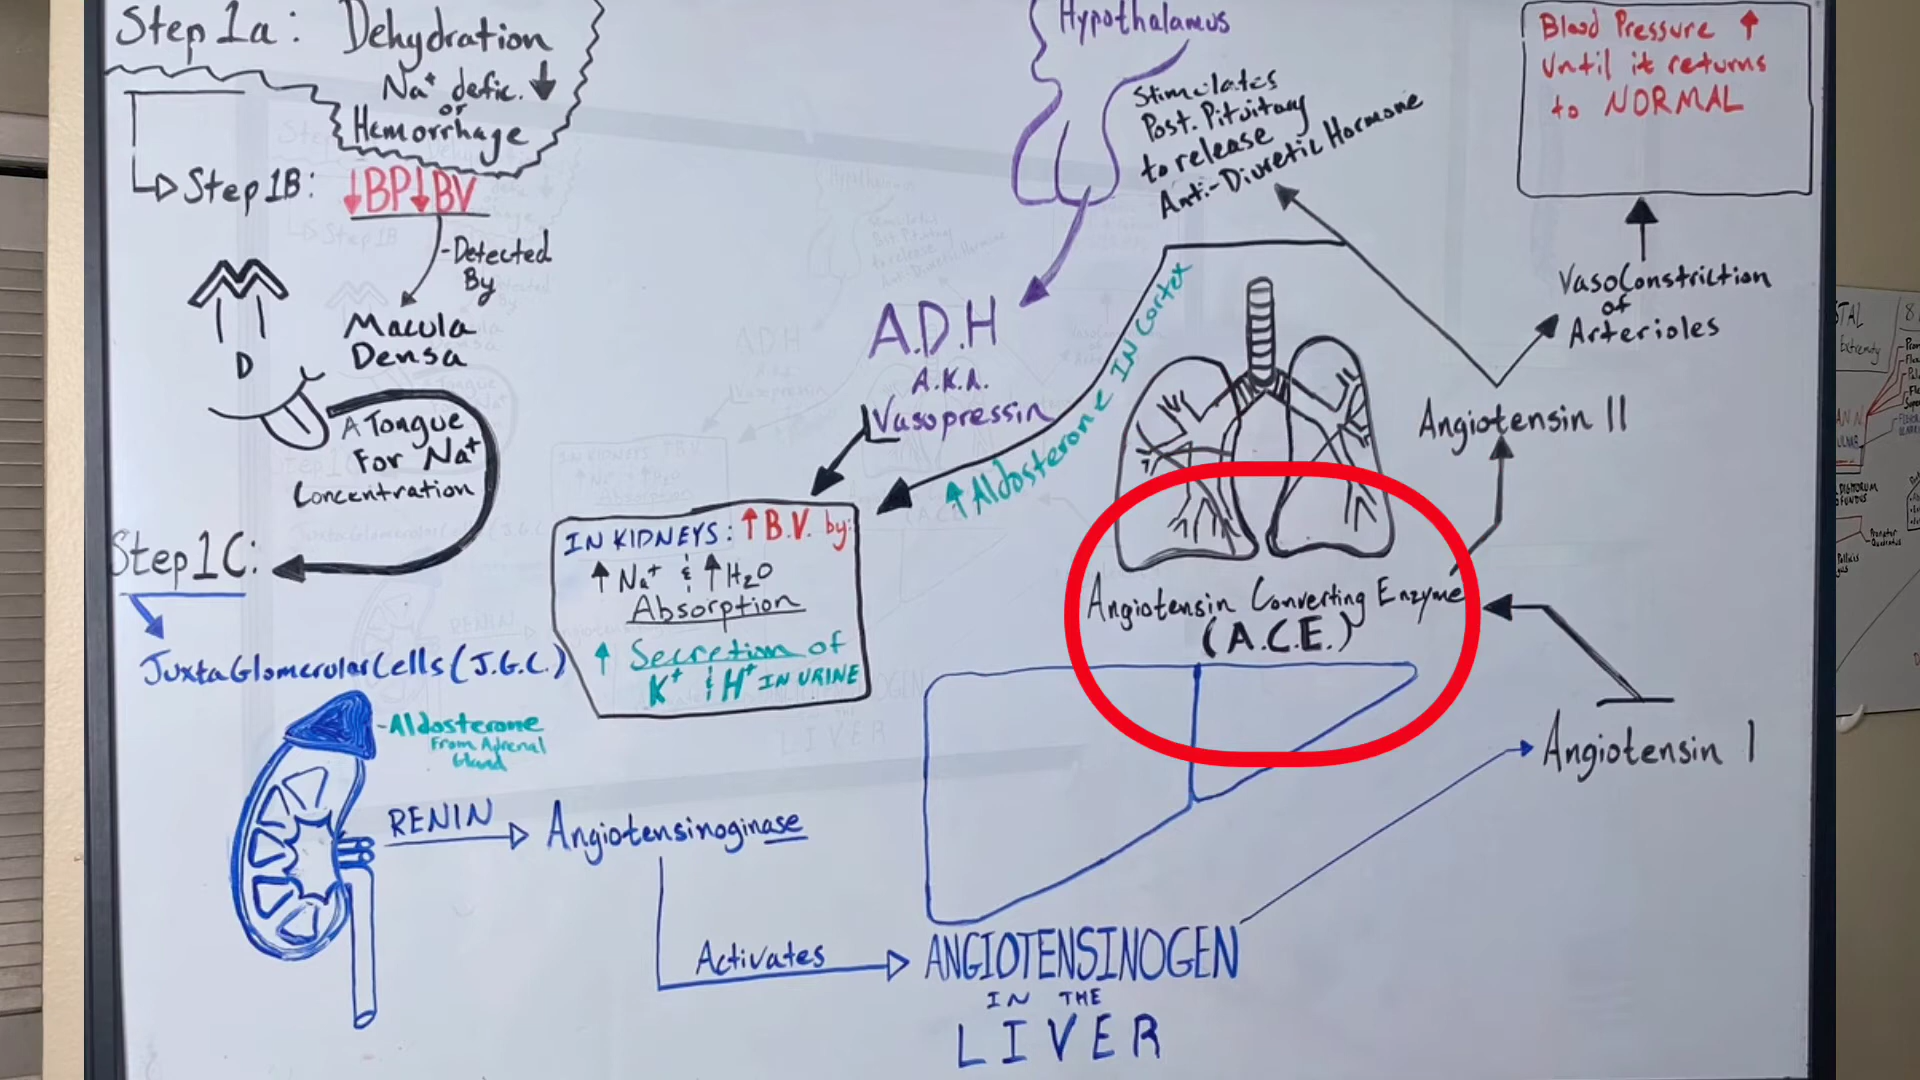 Step 1a: Dehydration
Na⁺ defic. ↓
or
Hemorrhage
Step 1B: ↓BP↓BV
-Detected
By
Macula
Densa
D
A Tongue
For Na⁺
Concentration
Step 1C:
JuxtaGlomerularCells (J.G.C.)
-Aldosterone
From Adrenal
Gland
RENIN
Angiotensinoginase
Activates
ANGIOTENSINOGEN
IN THE
LIVER
Angiotensin I
Angiotensin Converting Enzyme
(A.C.E.)
Angiotensin II
VasoConstriction
of
Arterioles
Blood Pressure ↑
Until it returns
to NORMAL
Hypothalamus
Stimulates
Post. Pituitary
to release
Anti-Diuretic Hormone
A.D.H
A.K.A.
Vasopressin
↑ Aldosterone IN Cortex
IN KIDNEYS: ↑ B.V. by:
↑ Na⁺ & ↑ H₂O
Absorption
↑ Secretion of
K⁺ & H⁺ IN URINE
TAL
Extremity